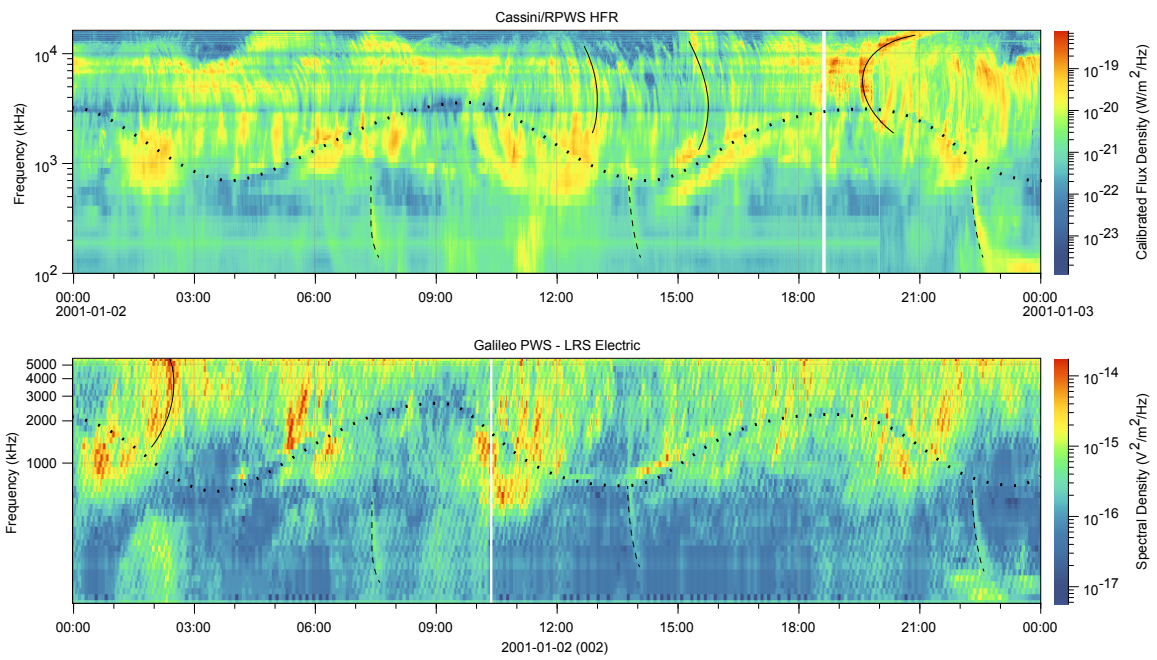 Cassini/RPWS HFR
10^4
10^3
10^2
Frequency (kHz)
00:00 03:00 06:00 09:00 12:00 15:00 18:00 21:00 00:00
2001-01-02 2001-01-03
10^-19
10^-20
10^-21
10^-22
10^-23
Calibrated Flux Density (W/m^2/Hz)
Galileo PWS - LRS Electric
5000
4000
3000
2000
1000
Frequency (kHz)
00:00 03:00 06:00 09:00 12:00 15:00 18:00 21:00 00:00
2001-01-02 (002)
10^-14
10^-15
10^-16
10^-17
Spectral Density (V^2/m^2/Hz)